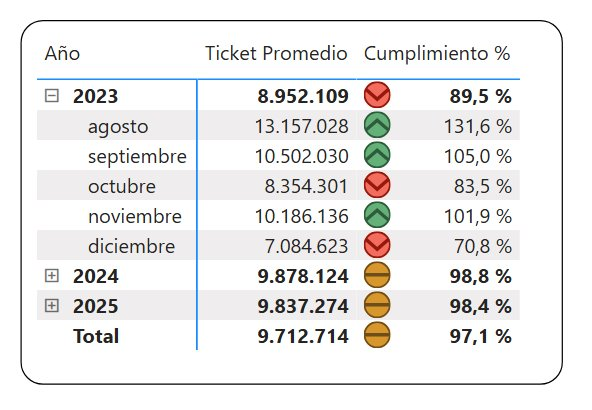 Año Ticket Promedio Cumplimiento %
2023 8.952.109 89,5 %
agosto 13.157.028 131,6 %
septiembre 10.502.030 105,0 %
octubre 8.354.301 83,5 %
noviembre 10.186.136 101,9 %
diciembre 7.084.623 70,8 %
2024 9.878.124 98,8 %
2025 9.837.274 98,4 %
Total 9.712.714 97,1 %